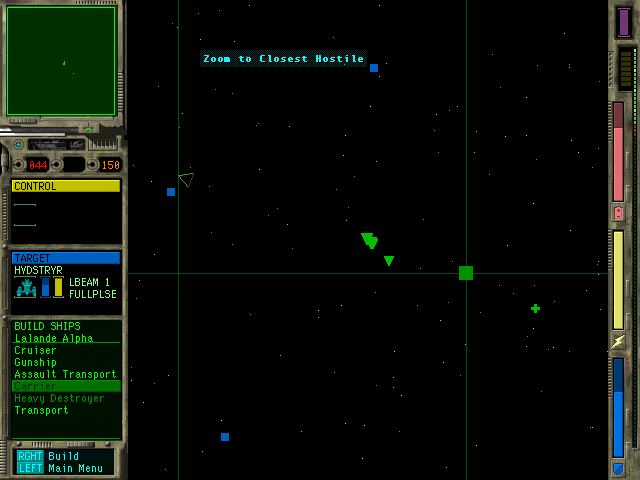 Zoom to Closest Hostile
044
150
CONTROL
TARGET
HVDSTRYR
LBEAM 1
FULLPLSE
BUILD SHIPS
Lalande Alpha
Cruiser
Gunship
Assault Transport
Carrier
Heavy Destroyer
Transport
RGHT Build
LEFT Main Menu